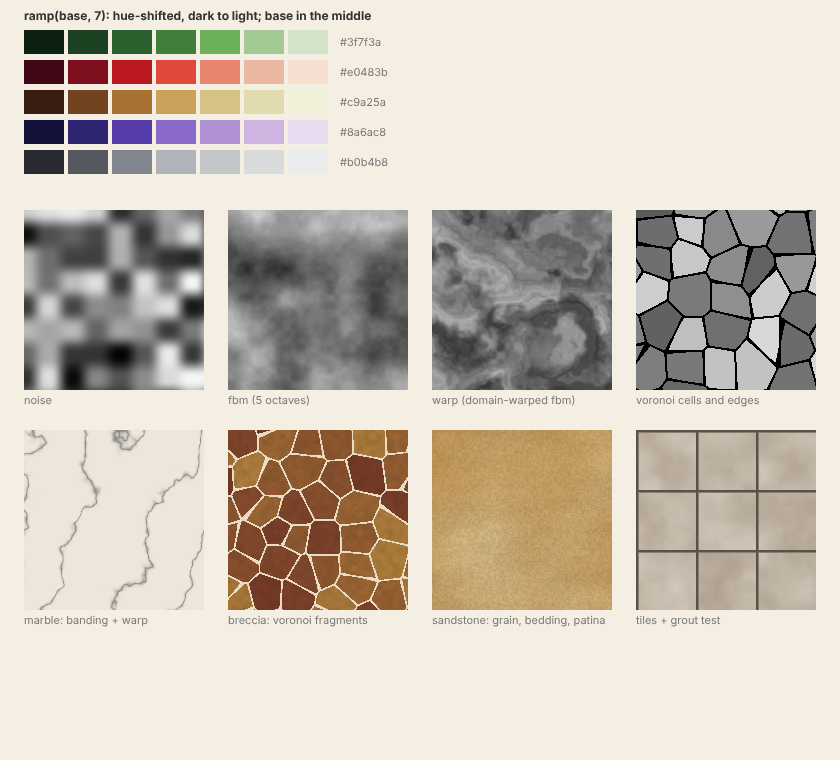 ramp(base, 7): hue-shifted, dark to light; base in the middle
#3f7f3a
#e0483b
#c9a25a
#8a6ac8
#b0b4b8
noise
fbm (5 octaves)
warp (domain-warped fbm)
voronoi cells and edges
marble: banding + warp
breccia: voronoi fragments
sandstone: grain, bedding, patina
tiles + grout test